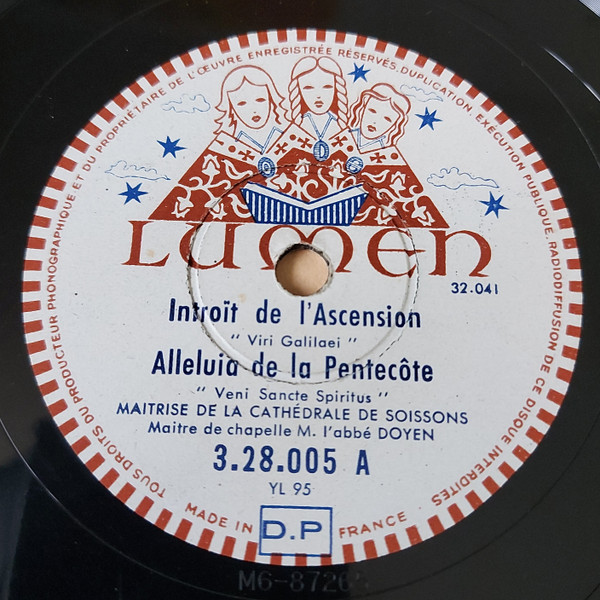 TOUS DROITS DU PRODUCTEUR PHONOGRAPHIQUE ET DU PROPRIÉTAIRE DE L'ŒUVRE ENREGISTRÉE RÉSERVÉS. DUPLICATION EXÉCUTION PUBLIQUE, RADIODIFFUSION DE CE DISQUE INTERDITES
LUMEN
32.041
Introït de l'Ascension
" Viri Galilaei "
Alleluia de la Pentecôte
" Veni Sancte Spiritus "
MAITRISE DE LA CATHÉDRALE DE SOISSONS
Maitre de chapelle M. l'abbé DOYEN
3.28.005 A
YL 95
MADE IN FRANCE
D.P